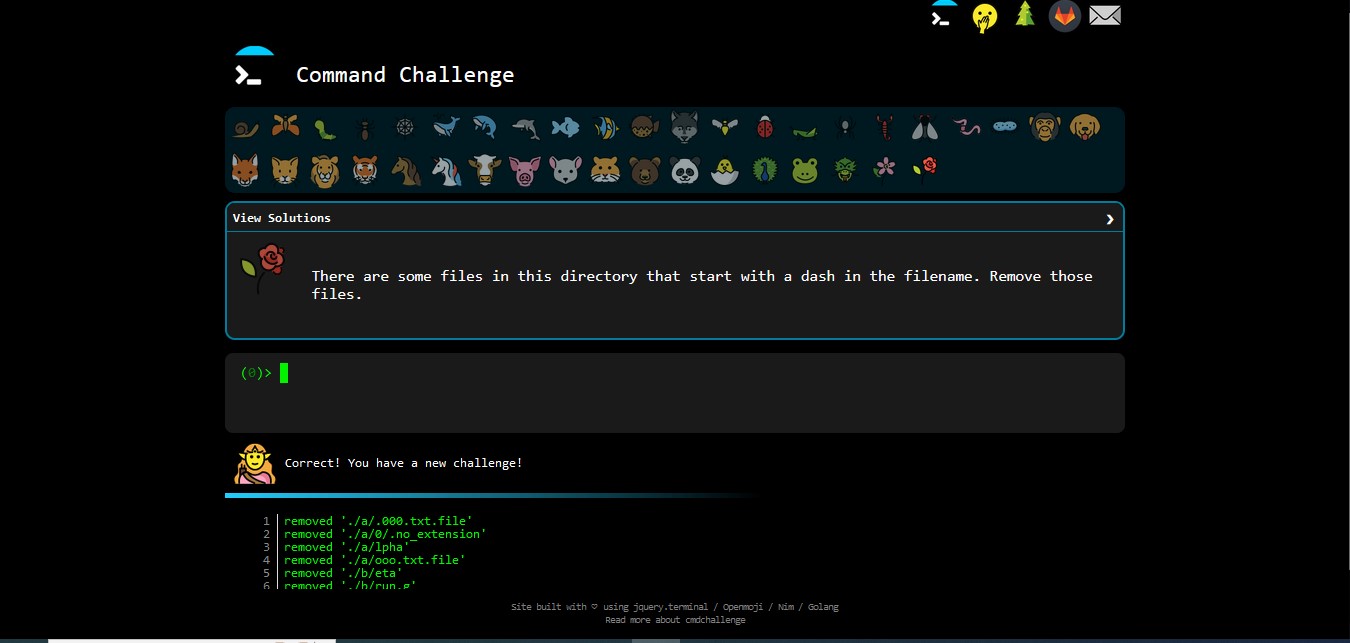 Command Challenge
View Solutions
There are some files in this directory that start with a dash in the filename. Remove those
files.
(0)>
Correct! You have a new challenge!
1 removed './a/.000.txt.file'
2 removed './a/0/.no_extension'
3 removed './a/lpha'
4 removed './a/ooo.txt.file'
5 removed './b/eta'
6 removed './b/run.g'
Site built with ♡ using jquery.terminal / Openmoji / Nim / Golang
Read more about cmdchallenge